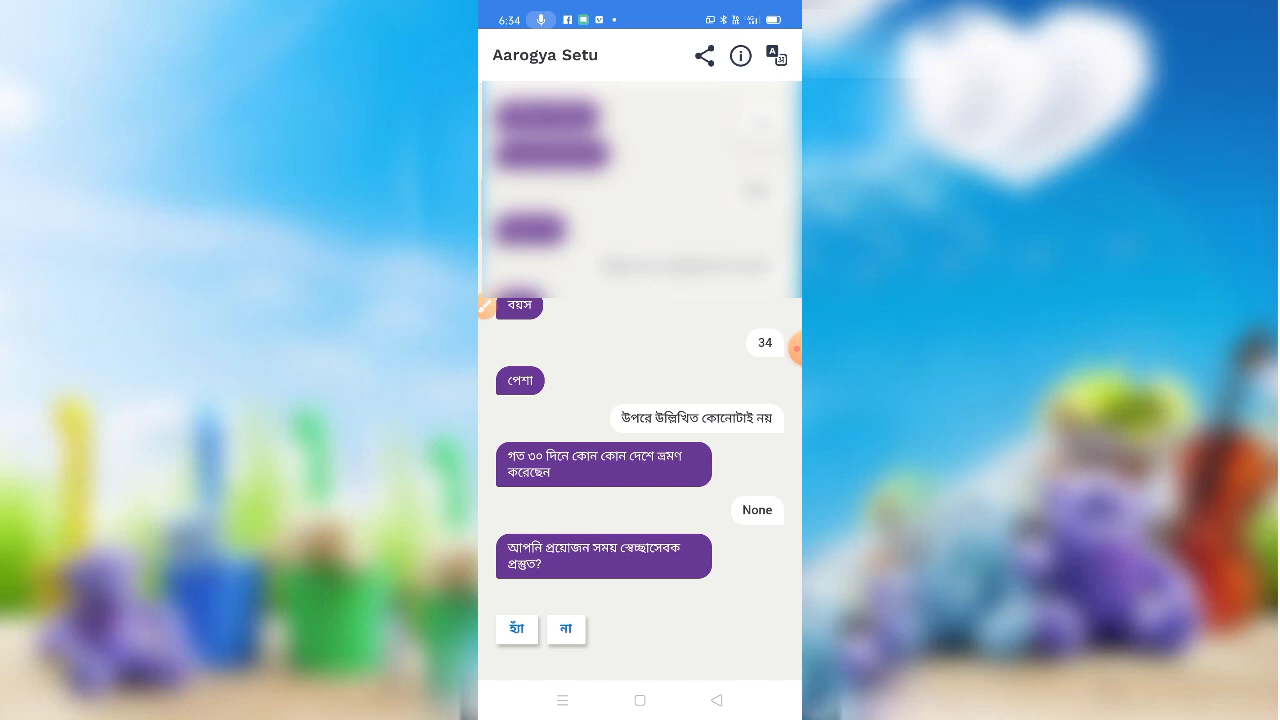 6:34
Aarogya Setu
বয়স
34
পেশা
উপরে উল্লিখিত কোনোটাই নয়
গত ৩০ দিনে কোন কোন দেশে ভ্রমণ
করেছেন
None
আপনি প্রয়োজন সময় স্বেচ্ছাসেবক
প্রস্তুত?
হ্যাঁ না